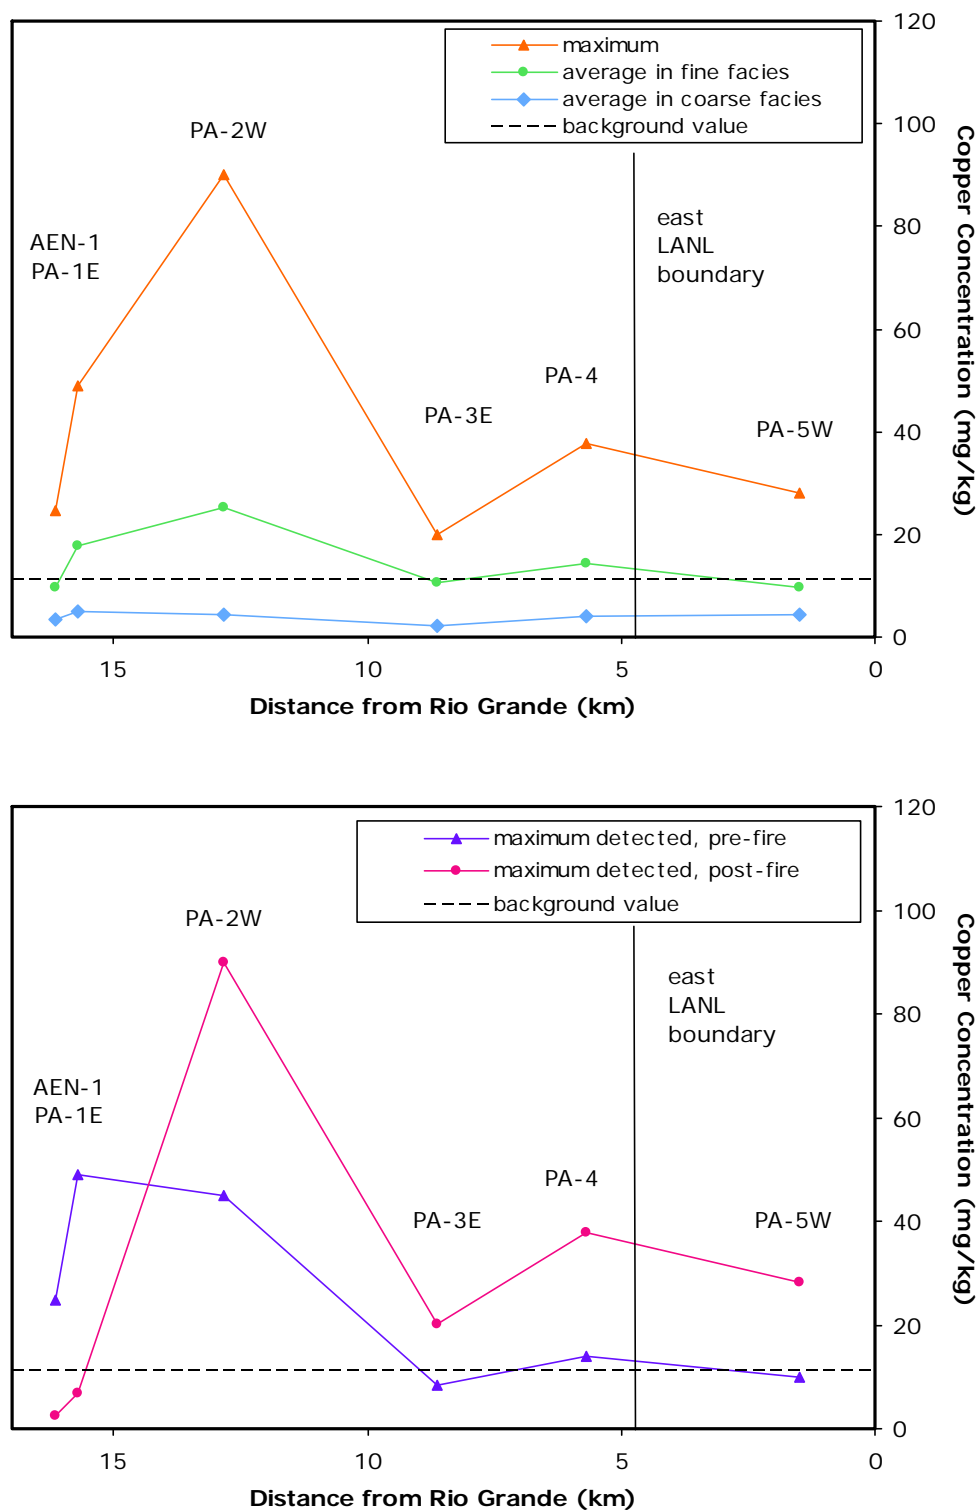 maximum
average in fine facies
average in coarse facies
background value
PA-2W
AEN-1
PA-1E
east
LANL
boundary
PA-4
PA-3E
PA-5W
120
100
80
60
40
20
0
Copper Concentration (mg/kg)
15
10
5
0
Distance from Rio Grande (km)
maximum detected, pre-fire
maximum detected, post-fire
background value
PA-2W
east
LANL
boundary
AEN-1
PA-1E
PA-4
PA-3E
PA-5W
120
100
80
60
40
20
0
Copper Concentration (mg/kg)
15
10
5
0
Distance from Rio Grande (km)